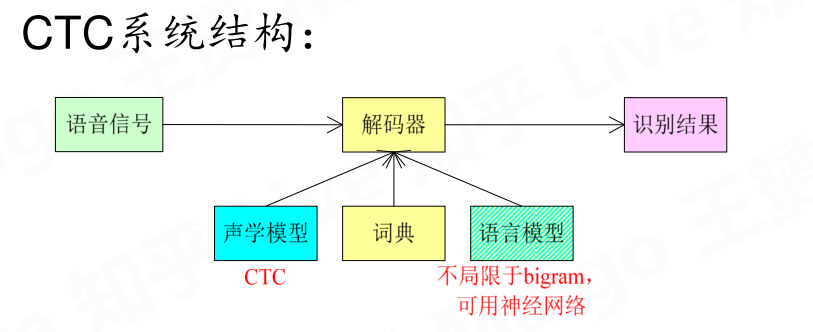 CTC系统结构：
语音信号
解码器
识别结果
声学模型
词典
语言模型
CTC
不局限于bigram，
可用神经网络